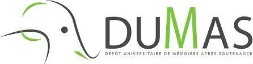 DUMAS
DÉPÔT UNIVERSITAIRE DE MÉMOIRES APRÈS SOUTENANCE